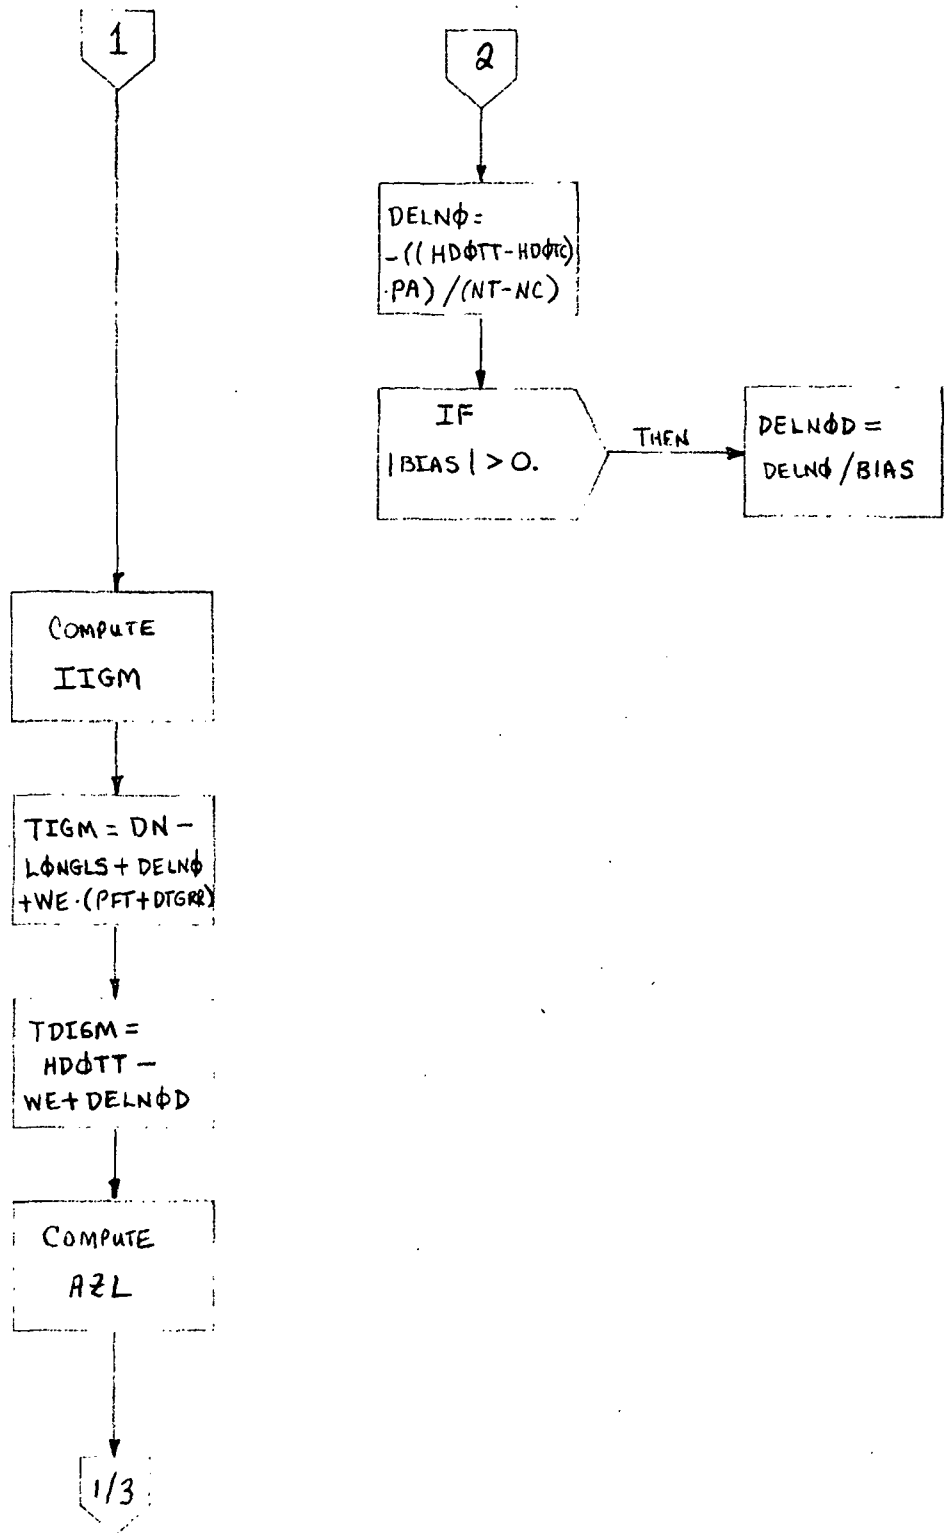 1
COMPUTE
IIGM
TIGM = DN -
LØNGLS + DELNØ
+WE·(PFT+DTGRR)
TDIGM =
HDØTT -
WE + DELNØD
COMPUTE
AZL
1/3
2
DELNØ =
-((HDØTT-HDØTC)
·PA)/(NT-NC)
IF
|BIAS| > 0.
THEN
DELNØD =
DELNØ/BIAS